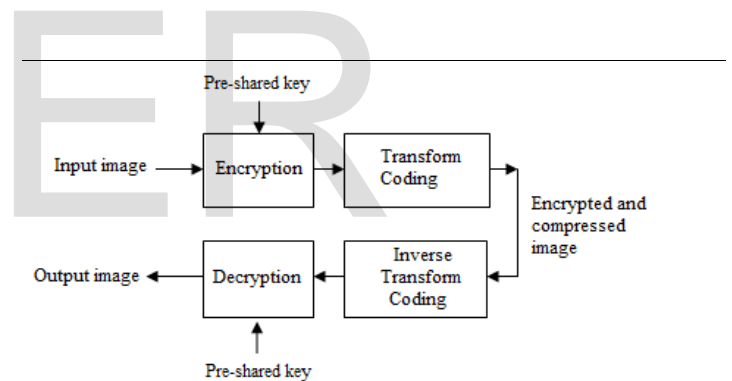 ER
Pre-shared key
Input image
Encryption
Transform
Coding
Encrypted and
compressed
image
Output image
Decryption
Inverse
Transform
Coding
Pre-shared key